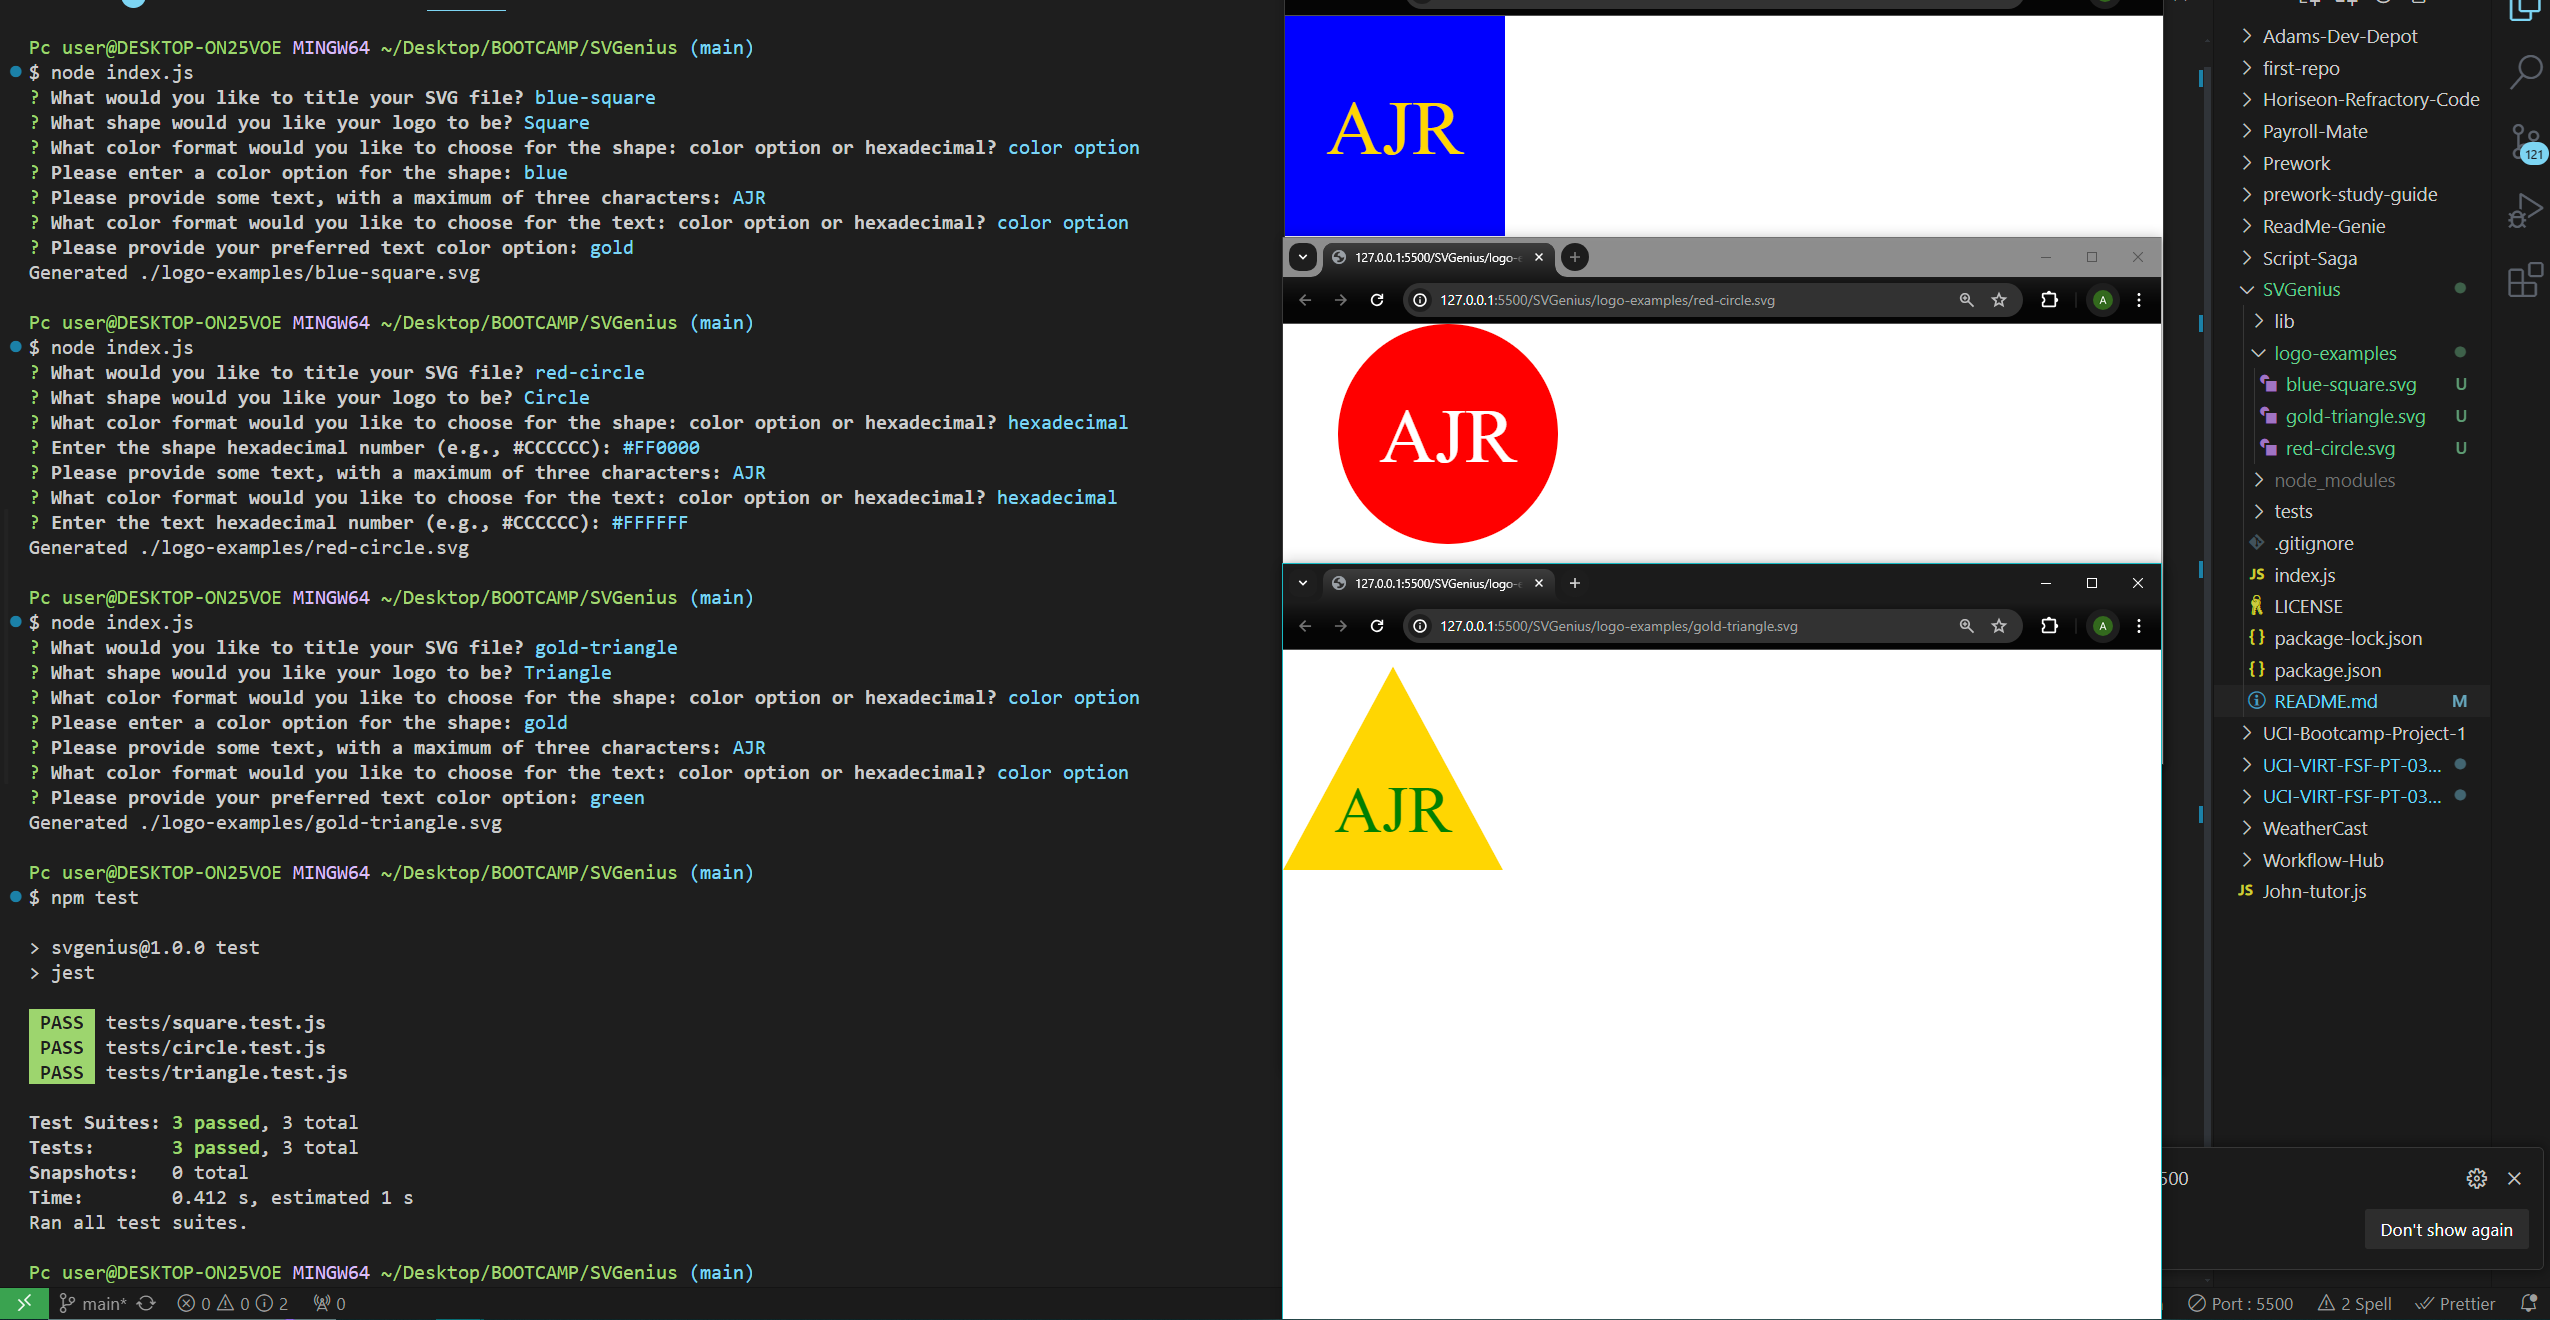 Pc user@DESKTOP-ON25VOE MINGW64 ~/Desktop/BOOTCAMP/SVGenius (main)
$ node index.js
? What would you like to title your SVG file? blue-square
? What shape would you like your logo to be? Square
? What color format would you like to choose for the shape: color option or hexadecimal? color option
? Please enter a color option for the shape: blue
? Please provide some text, with a maximum of three characters: AJR
? What color format would you like to choose for the text: color option or hexadecimal? color option
? Please provide your preferred text color option: gold
Generated ./logo-examples/blue-square.svg
Pc user@DESKTOP-ON25VOE MINGW64 ~/Desktop/BOOTCAMP/SVGenius (main)
$ node index.js
? What would you like to title your SVG file? red-circle
? What shape would you like your logo to be? Circle
? What color format would you like to choose for the shape: color option or hexadecimal? hexadecimal
? Enter the shape hexadecimal number (e.g., #CCCCCC): #FF0000
? Please provide some text, with a maximum of three characters: AJR
? What color format would you like to choose for the text: color option or hexadecimal? hexadecimal
? Enter the text hexadecimal number (e.g., #CCCCCC): #FFFFFF
Generated ./logo-examples/red-circle.svg
Pc user@DESKTOP-ON25VOE MINGW64 ~/Desktop/BOOTCAMP/SVGenius (main)
$ node index.js
? What would you like to title your SVG file? gold-triangle
? What shape would you like your logo to be? Triangle
? What color format would you like to choose for the shape: color option or hexadecimal? color option
? Please enter a color option for the shape: gold
? Please provide some text, with a maximum of three characters: AJR
? What color format would you like to choose for the text: color option or hexadecimal? color option
? Please provide your preferred text color option: green
Generated ./logo-examples/gold-triangle.svg
Pc user@DESKTOP-ON25VOE MINGW64 ~/Desktop/BOOTCAMP/SVGenius (main)
$ npm test
> svgenius@1.0.0 test
> jest
PASS tests/square.test.js
PASS tests/circle.test.js
PASS tests/triangle.test.js
Test Suites: 3 passed, 3 total
Tests: 3 passed, 3 total
Snapshots: 0 total
Time: 0.412 s, estimated 1 s
Ran all test suites.
Pc user@DESKTOP-ON25VOE MINGW64 ~/Desktop/BOOTCAMP/SVGenius (main)
AJR
127.0.0.1:5500/SVGenius/logo-
127.0.0.1:5500/SVGenius/logo-examples/red-circle.svg
A
AJR
127.0.0.1:5500/SVGenius/logo-
127.0.0.1:5500/SVGenius/logo-examples/gold-triangle.svg
A
AJR
Adams-Dev-Depot
first-repo
Horiseon-Refractory-Code
Payroll-Mate
Prework
prework-study-guide
ReadMe-Genie
Script-Saga
SVGenius
lib
logo-examples
blue-square.svg U
gold-triangle.svg U
red-circle.svg U
node_modules
tests
.gitignore
JS index.js
LICENSE
{} package-lock.json
{} package.json
README.md M
UCI-Bootcamp-Project-1
UCI-VIRT-FSF-PT-03...
UCI-VIRT-FSF-PT-03...
WeatherCast
Workflow-Hub
JS John-tutor.js
121
500
Don't show again
main* 0 0 2 0
Port : 5500 2 Spell Prettier